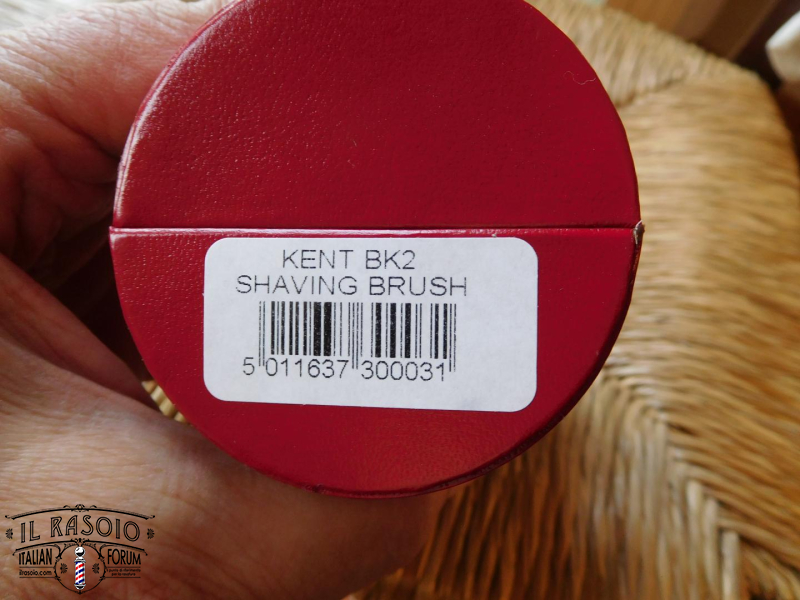 KENT BK2
SHAVING BRUSH
5 011637 300031
IL RASOIO
ITALIAN FORUM
ilrasoio.com